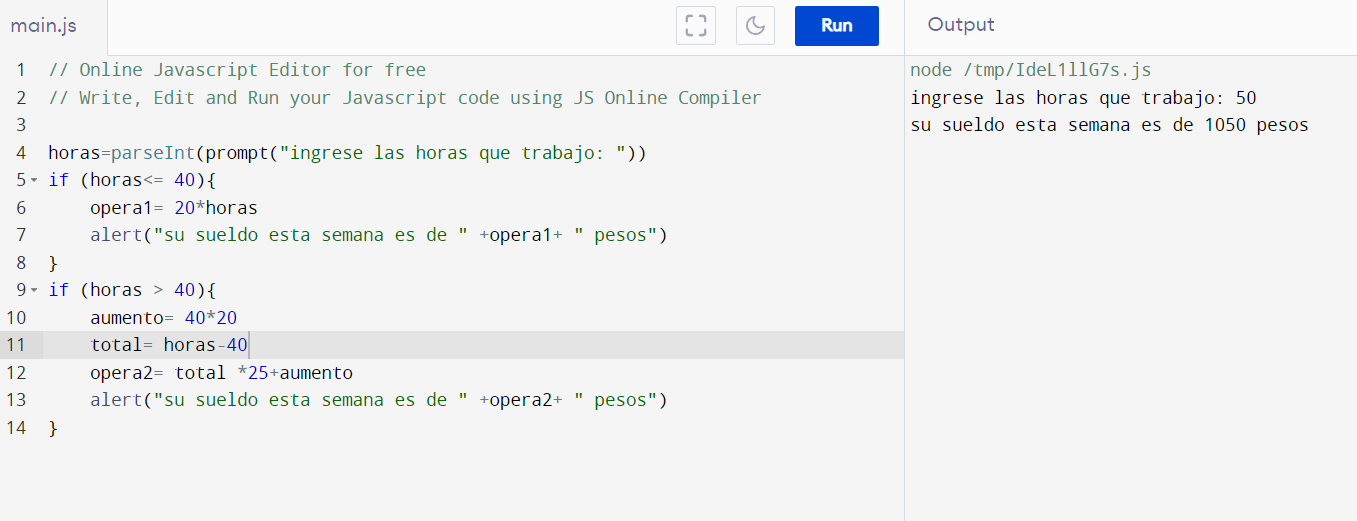 main.js
Run
Output
1 // Online Javascript Editor for free
2 // Write, Edit and Run your Javascript code using JS Online Compiler
3
4 horas=parseInt(prompt("ingrese las horas que trabajo: "))
5 if (horas<= 40){
6     opera1= 20*horas
7     alert("su sueldo esta semana es de " +opera1+ " pesos")
8 }
9 if (horas > 40){
10     aumento= 40*20
11     total= horas-40
12     opera2= total *25+aumento
13     alert("su sueldo esta semana es de " +opera2+ " pesos")
14 }
node /tmp/IdeL1llG7s.js
ingrese las horas que trabajo: 50
su sueldo esta semana es de 1050 pesos